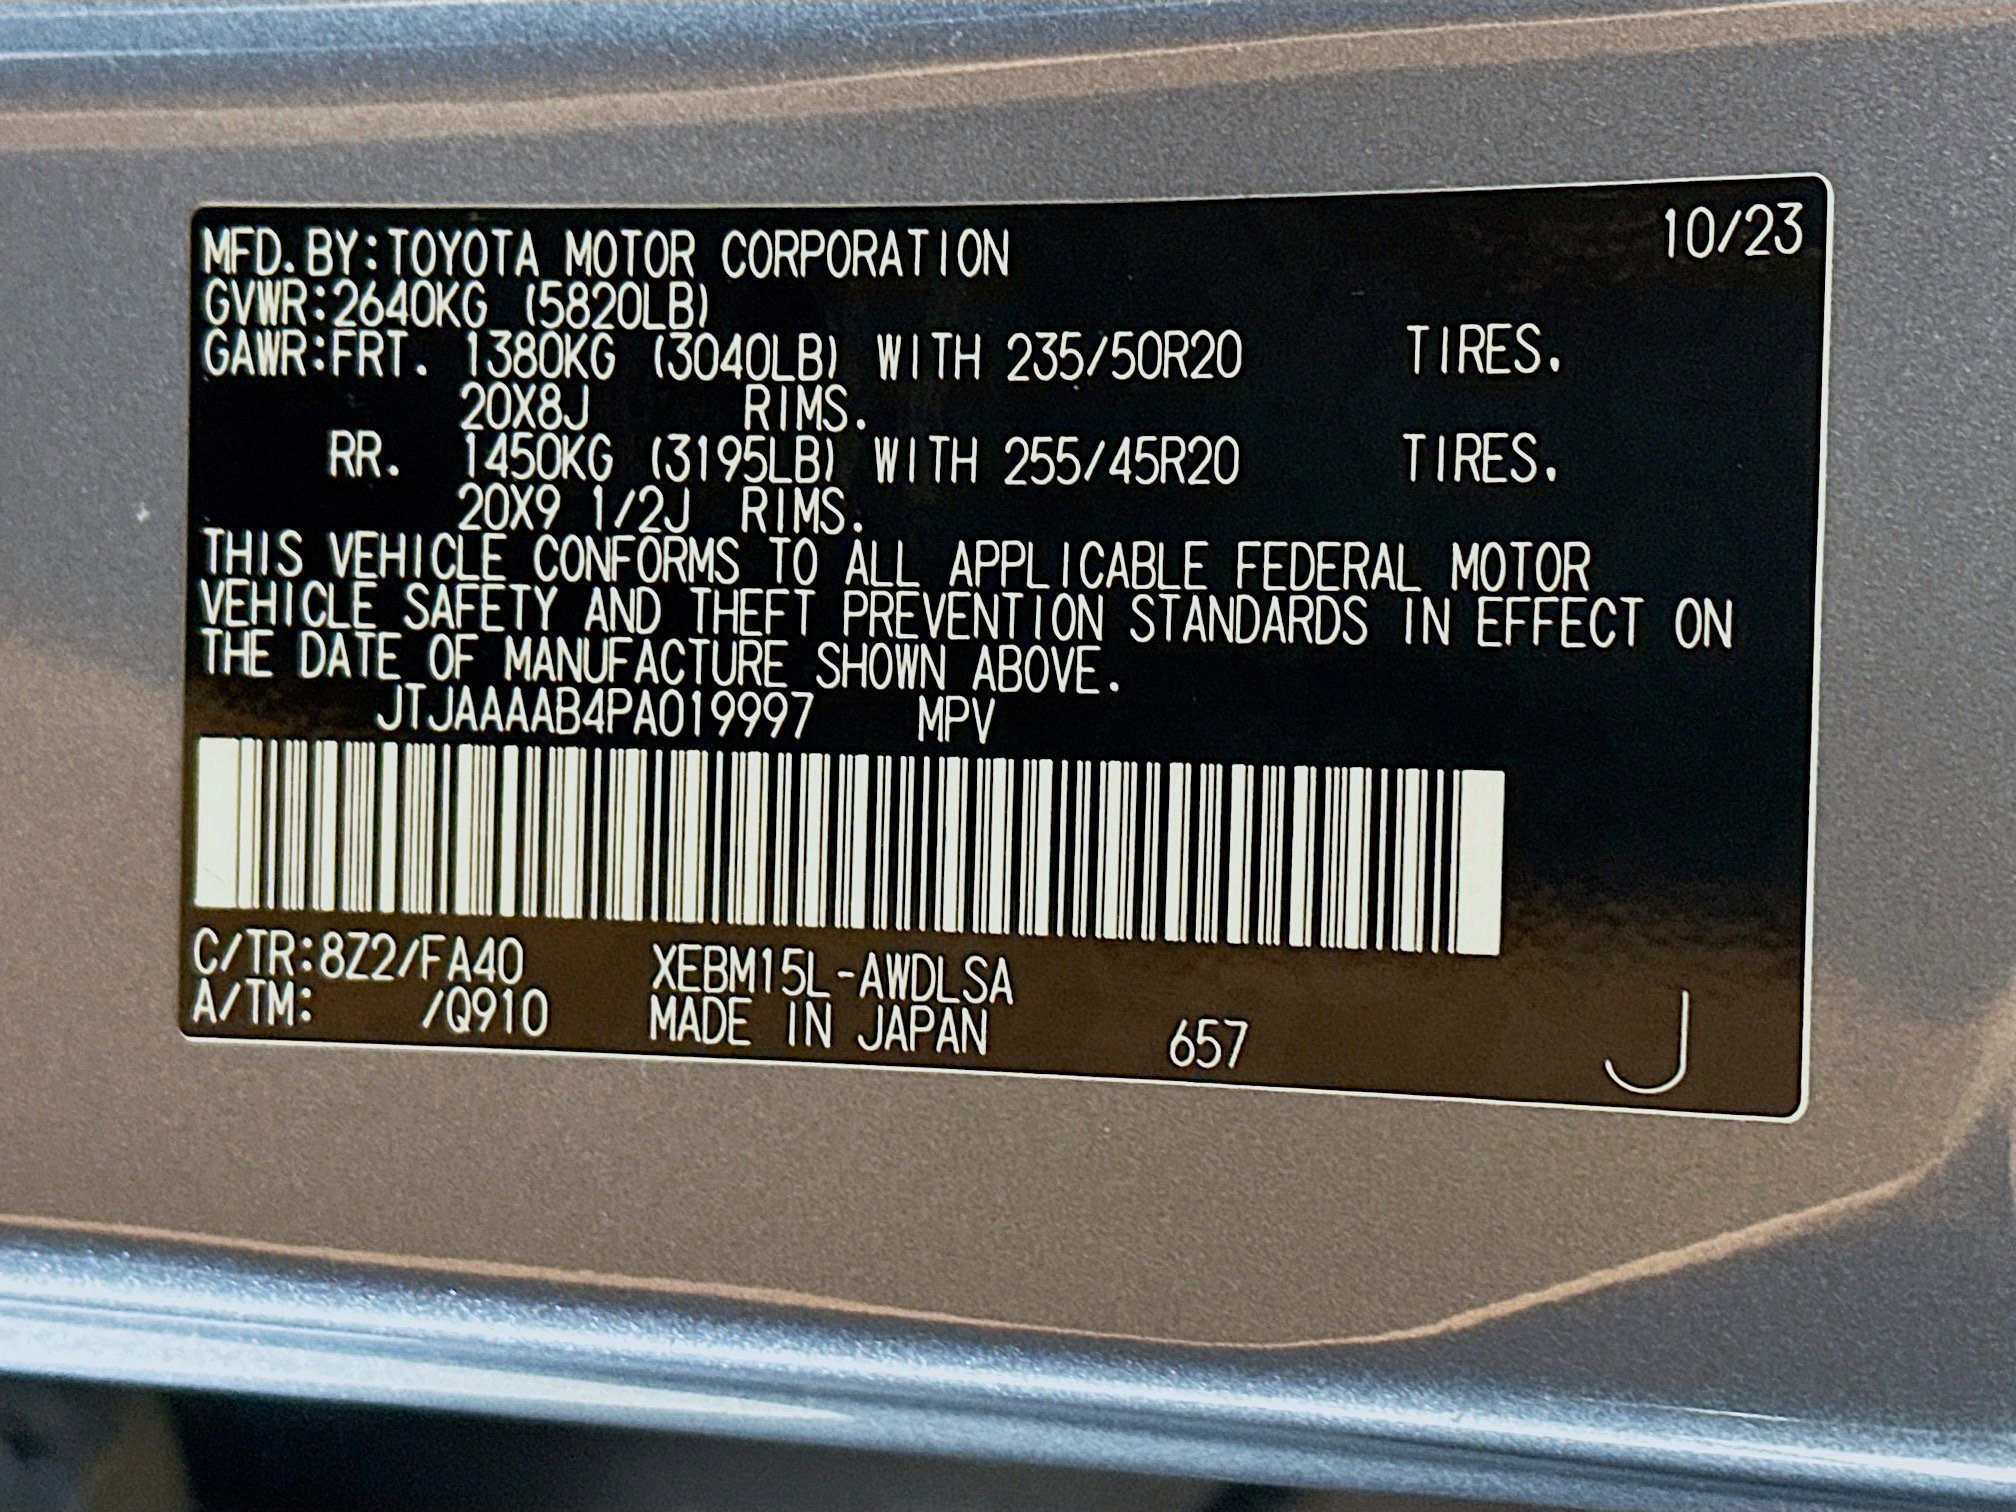 10/23
MFD.BY:TOYOTA MOTOR CORPORATION
GVWR:2640KG (5820LB)
GAWR:FRT. 1380KG (3040LB) WITH 235/50R20 TIRES.
20X8J RIMS.
RR. 1450KG (3195LB) WITH 255/45R20 TIRES.
20X9 1/2J RIMS.
THIS VEHICLE CONFORMS TO ALL APPLICABLE FEDERAL MOTOR
VEHICLE SAFETY AND THEFT PREVENTION STANDARDS IN EFFECT ON
THE DATE OF MANUFACTURE SHOWN ABOVE.
JTJAAAAB4PA019997 MPV
C/TR:8Z2/FA40 XEBM15L-AWDLSA
A/TM: /Q910 MADE IN JAPAN 657 J